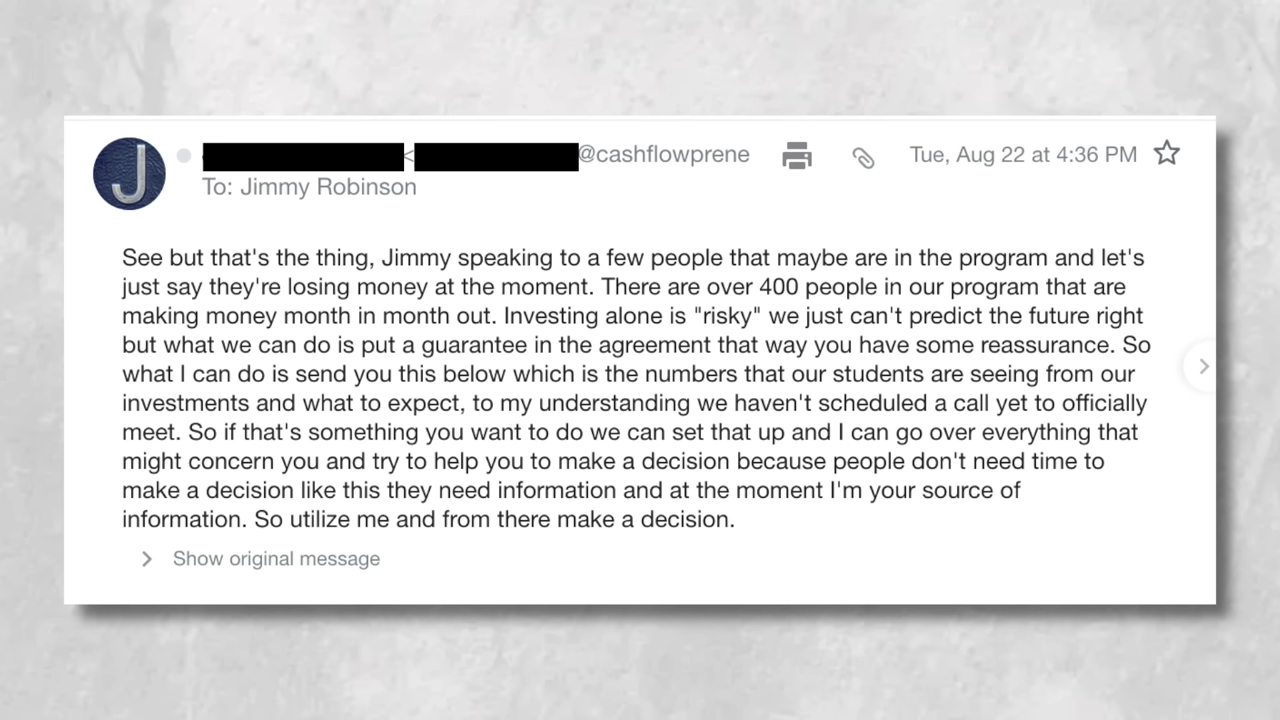 J
< @cashflowprene
Tue, Aug 22 at 4:36 PM
To: Jimmy Robinson
See but that's the thing, Jimmy speaking to a few people that maybe are in the program and let's
just say they're losing money at the moment. There are over 400 people in our program that are
making money month in month out. Investing alone is "risky" we just can't predict the future right
but what we can do is put a guarantee in the agreement that way you have some reassurance. So
what I can do is send you this below which is the numbers that our students are seeing from our
investments and what to expect, to my understanding we haven't scheduled a call yet to officially
meet. So if that's something you want to do we can set that up and I can go over everything that
might concern you and try to help you to make a decision because people don't need time to
make a decision like this they need information and at the moment I'm your source of
information. So utilize me and from there make a decision.
Show original message